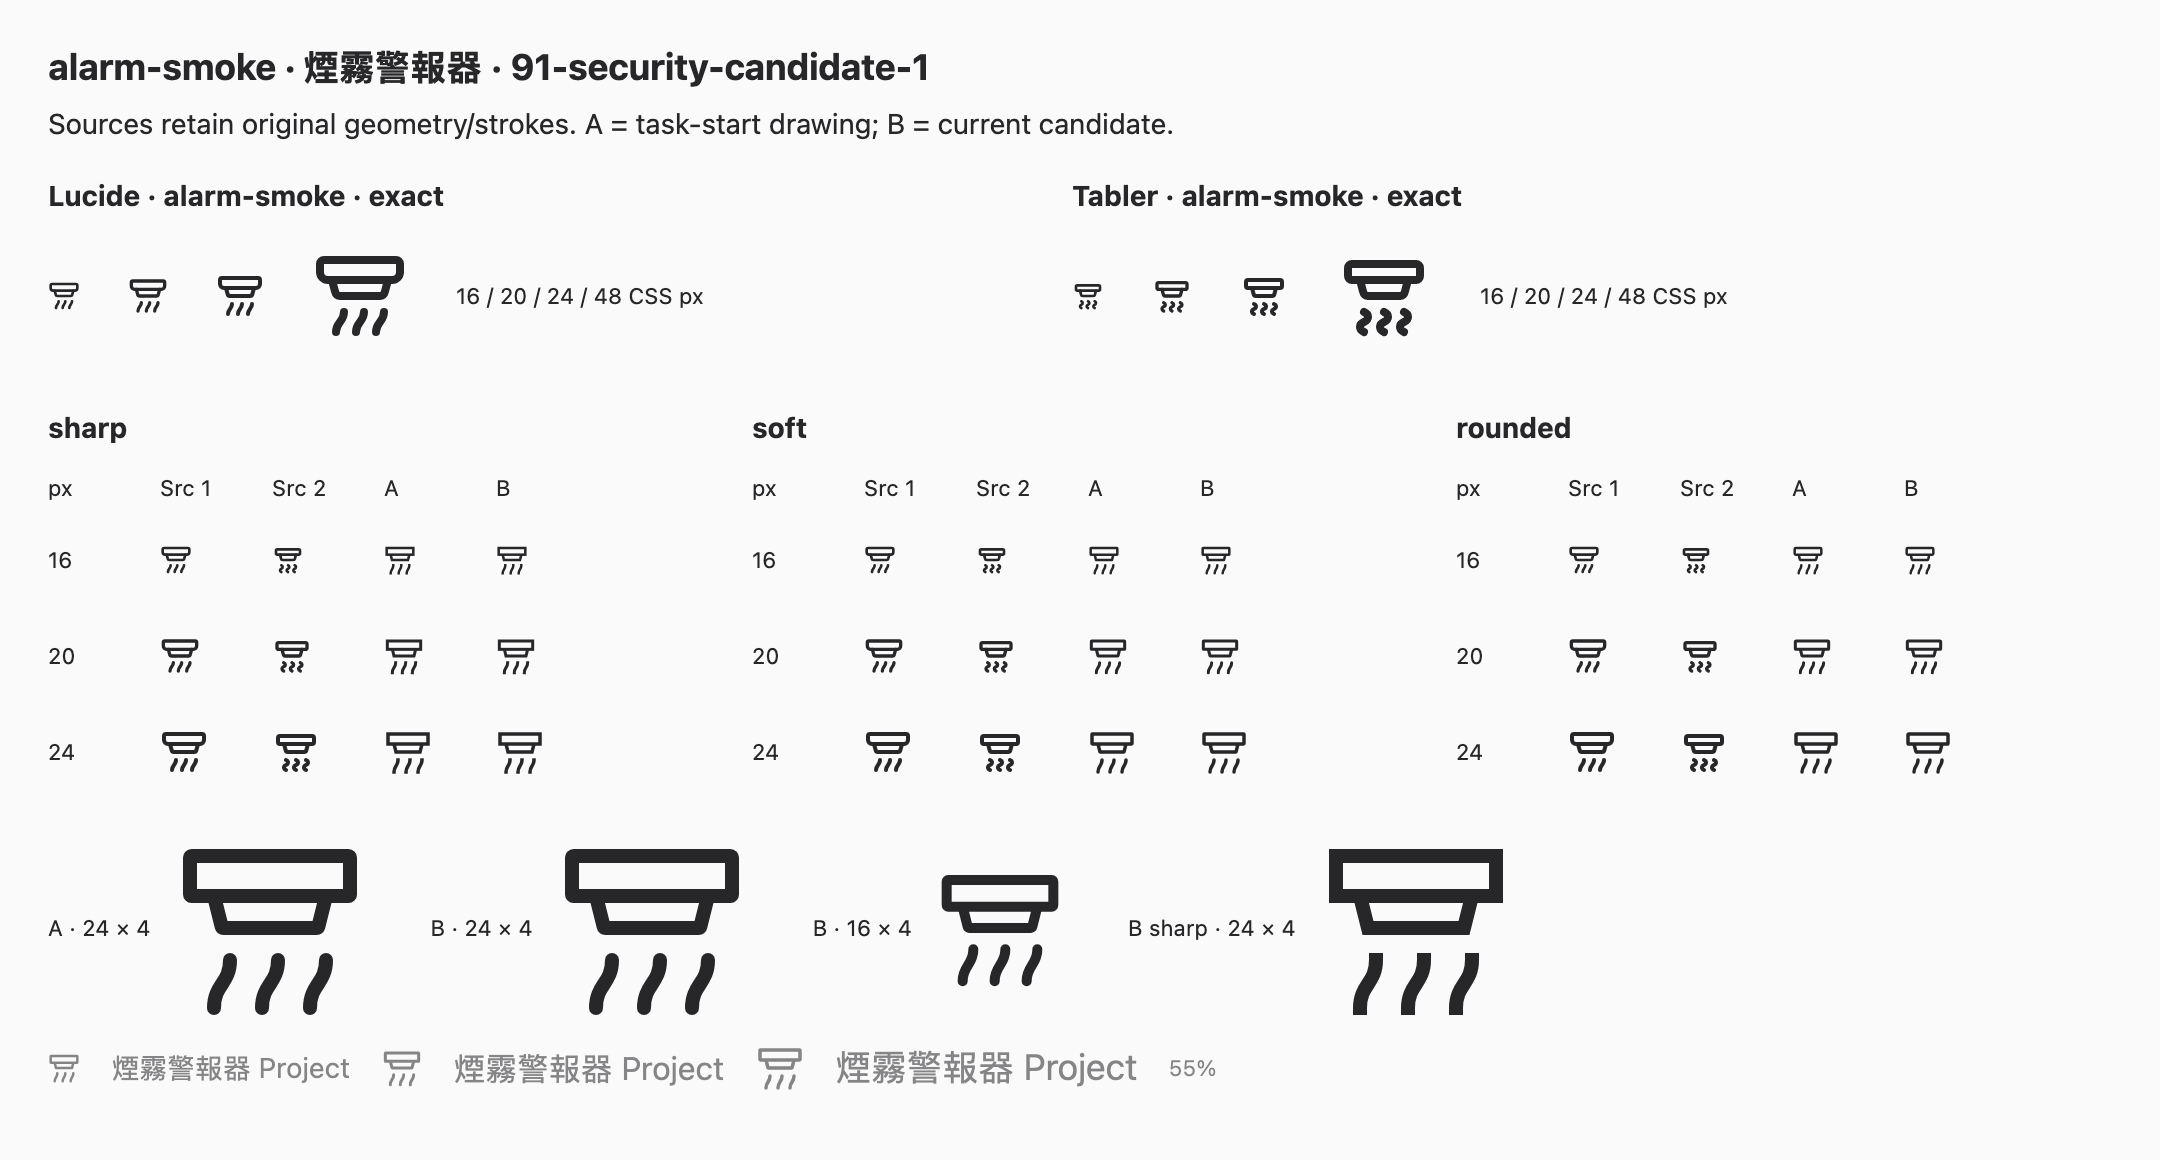 alarm-smoke · 煙霧警報器 · 91-security-candidate-1
Sources retain original geometry/strokes. A = task-start drawing; B = current candidate.
Lucide · alarm-smoke · exact
16 / 20 / 24 / 48 CSS px
Tabler · alarm-smoke · exact
16 / 20 / 24 / 48 CSS px
sharp
px Src 1 Src 2 A B
16
20
24
soft
px Src 1 Src 2 A B
16
20
24
rounded
px Src 1 Src 2 A B
16
20
24
A · 24 × 4
B · 24 × 4
B · 16 × 4
B sharp · 24 × 4
煙霧警報器 Project
煙霧警報器 Project
煙霧警報器 Project
55%